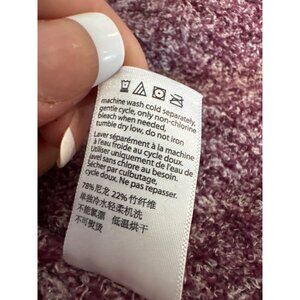 machine wash cold separately,
gentle cycle, only non-chlorine
bleach when needed,
tumble dry low, do not iron
Laver séparément à la machine
à l'eau froide au cycle doux.
Utiliser uniquement de l'eau de
javel sans chlore au besoin.
Sécher par culbutage, au
cycle doux. Ne pas repasser.
78%尼龙 22%竹纤维
单独冷水轻柔机洗
不能氯漂 低温烘干
不可熨烫